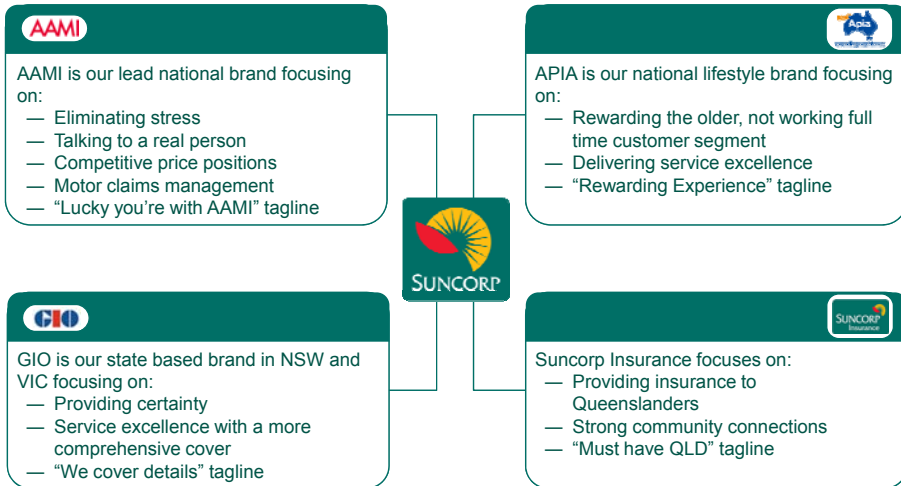 AAMI
AAMI is our lead national brand focusing
on:
— Eliminating stress
— Talking to a real person
— Competitive price positions
— Motor claims management
— “Lucky you’re with AAMI” tagline
Apia
APIA is our national lifestyle brand focusing
on:
— Rewarding the older, not working full
time customer segment
— Delivering service excellence
— “Rewarding Experience” tagline
SUNCORP
GIO
GIO is our state based brand in NSW and
VIC focusing on:
— Providing certainty
— Service excellence with a more
comprehensive cover
— “We cover details” tagline
SUNCORP
Insurance
Suncorp Insurance focuses on:
— Providing insurance to
Queenslanders
— Strong community connections
— “Must have QLD” tagline